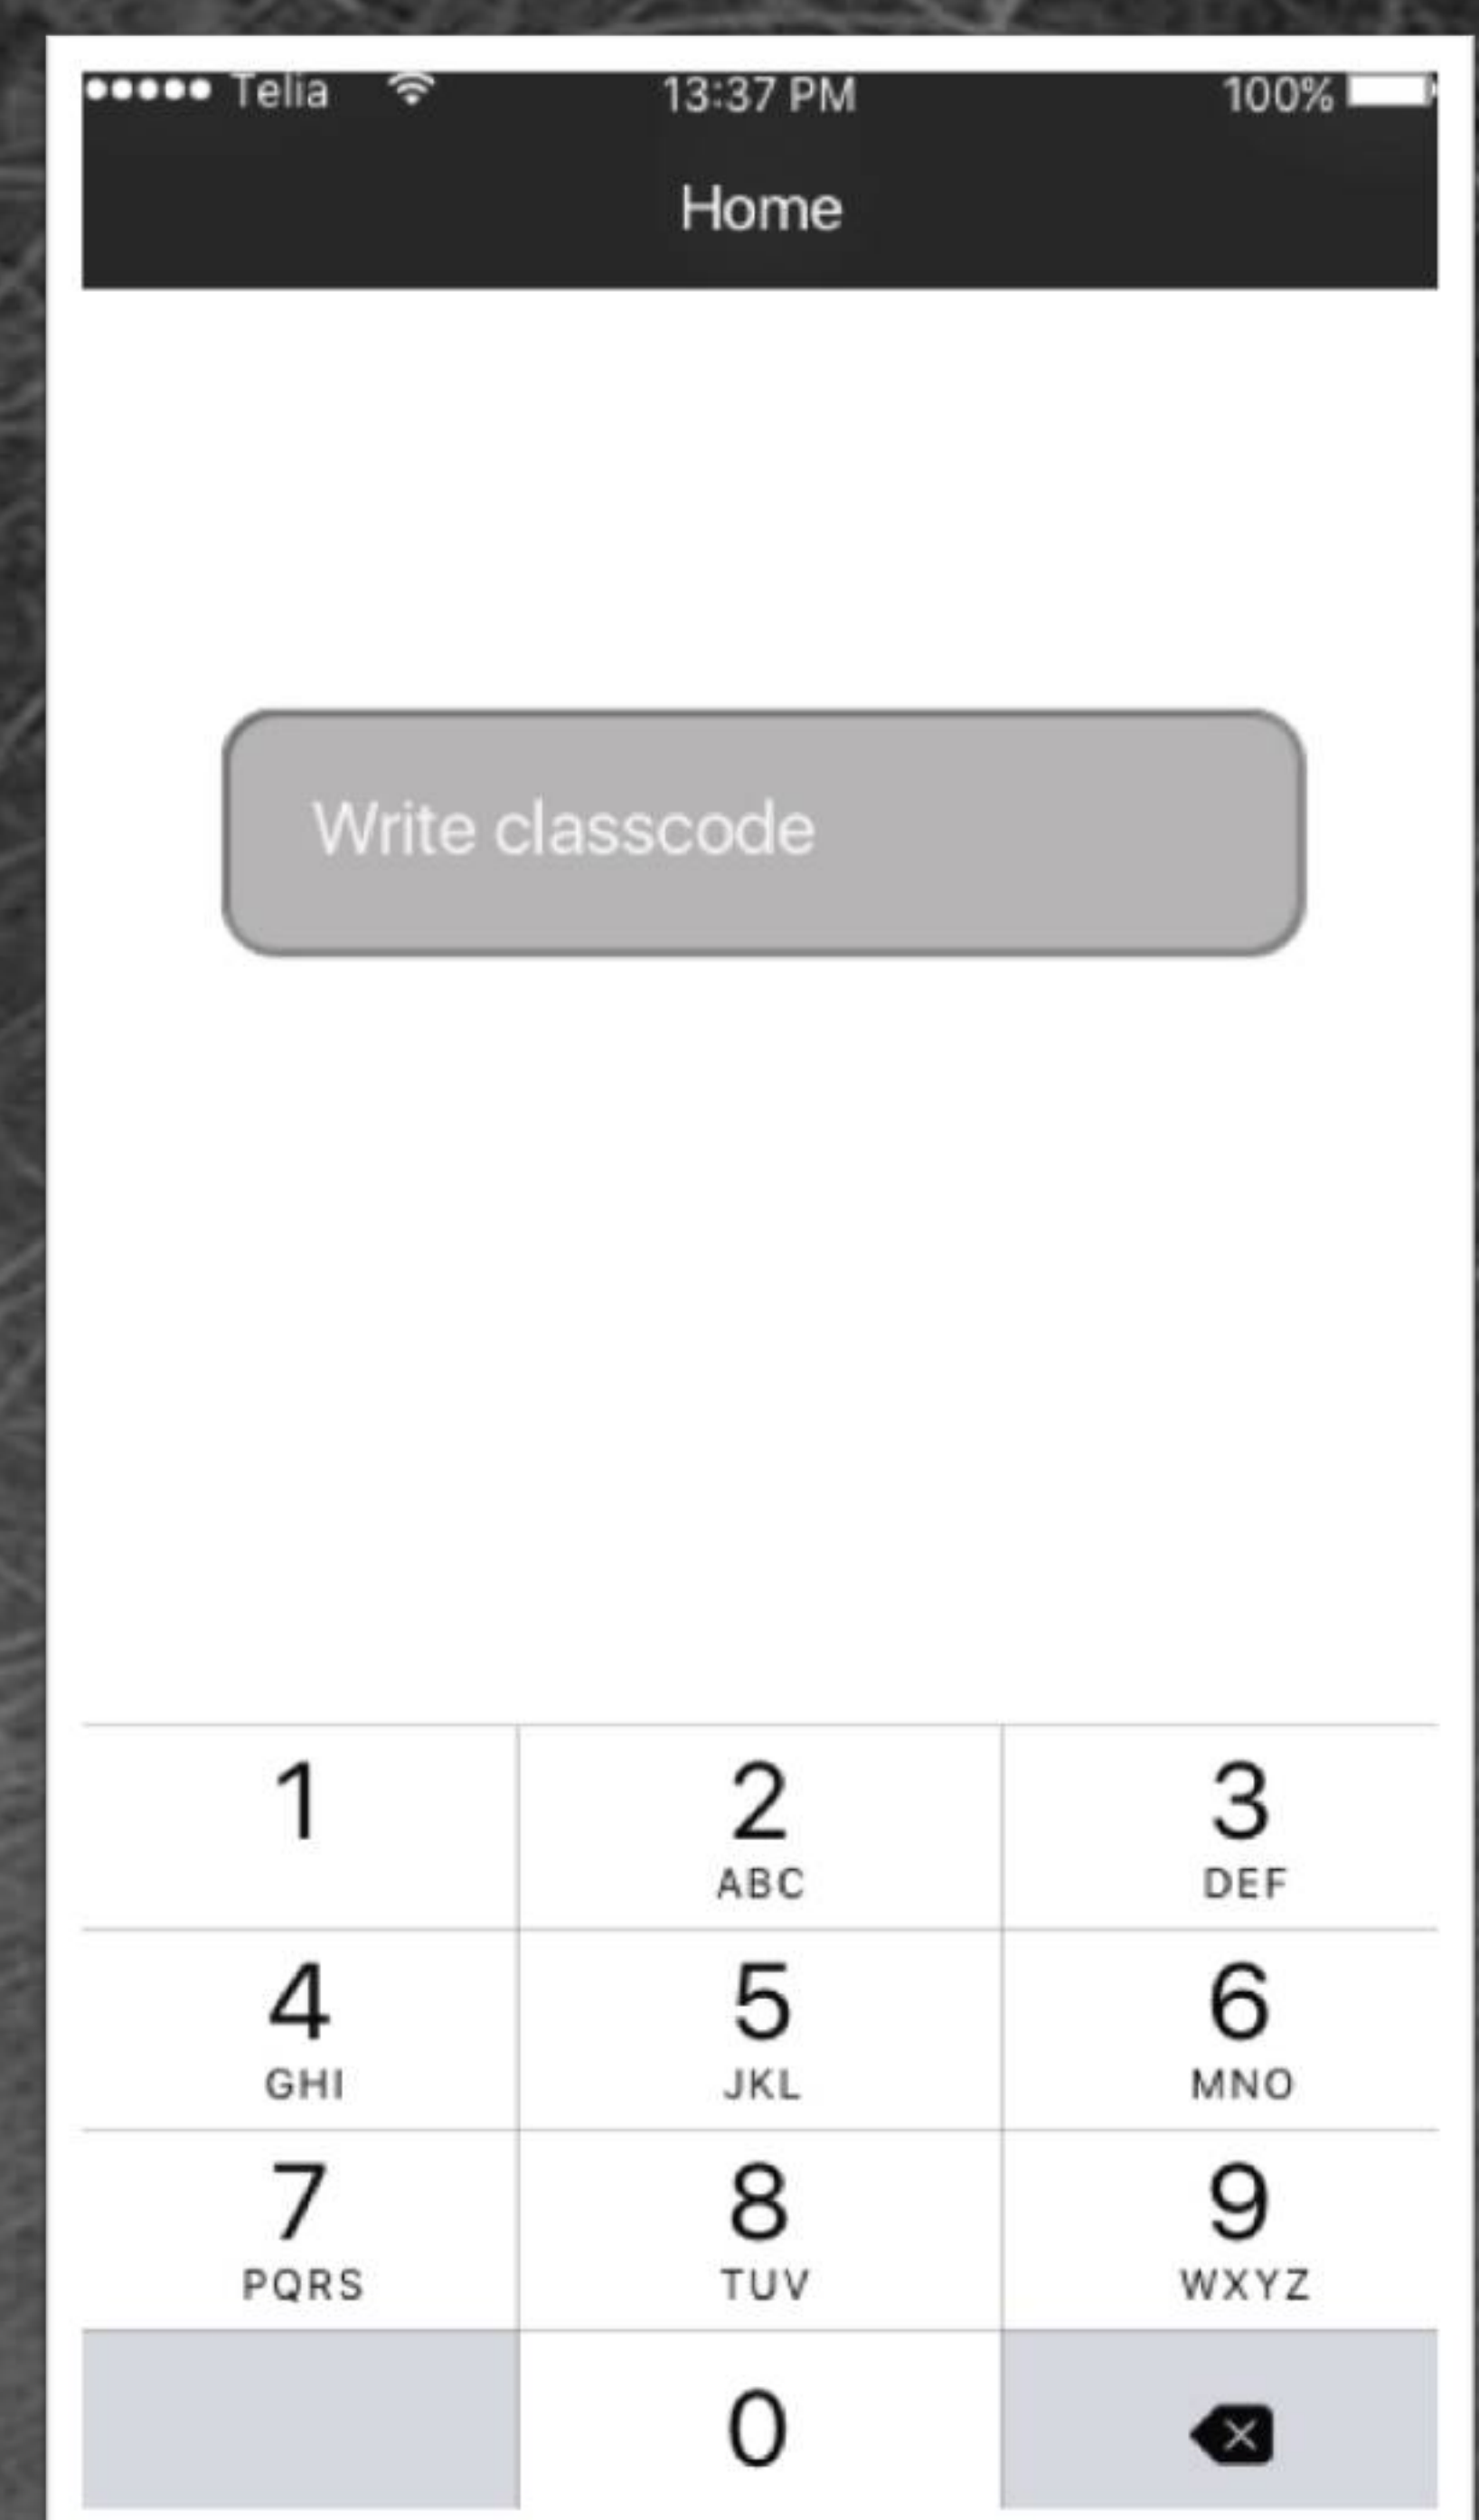 Telia 13:37 PM 100%
Home
Write classcode
1 2 3
ABC DEF
4 5 6
GHI JKL MNO
7 8 9
PQRS TUV WXYZ
0